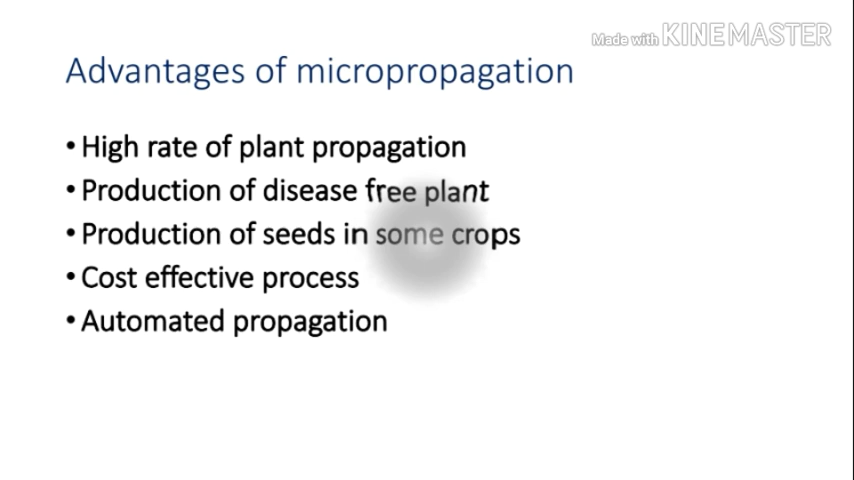 Made with KINEMASTER
Advantages of micropropagation
• High rate of plant propagation
• Production of disease free plant
• Production of seeds in some crops
• Cost effective process
• Automated propagation